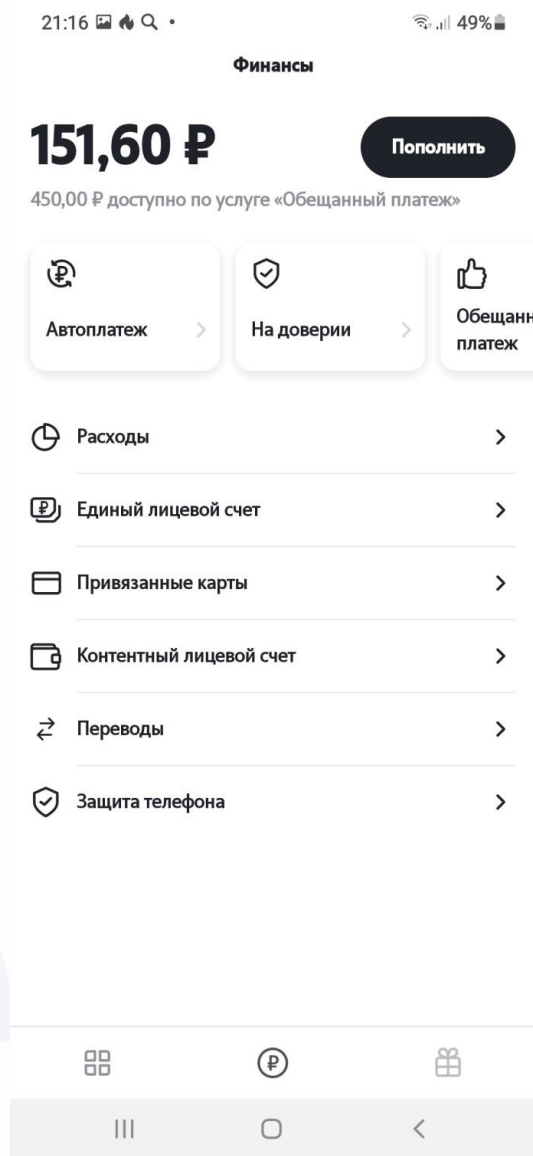 21:16 49%
Финансы
151,60 ₽
Пополнить
450,00 ₽ доступно по услуге «Обещанный платеж»
Автоплатеж
На доверии
Обещанн
платеж
Расходы
Единый лицевой счет
Привязанные карты
Контентный лицевой счет
Переводы
Защита телефона